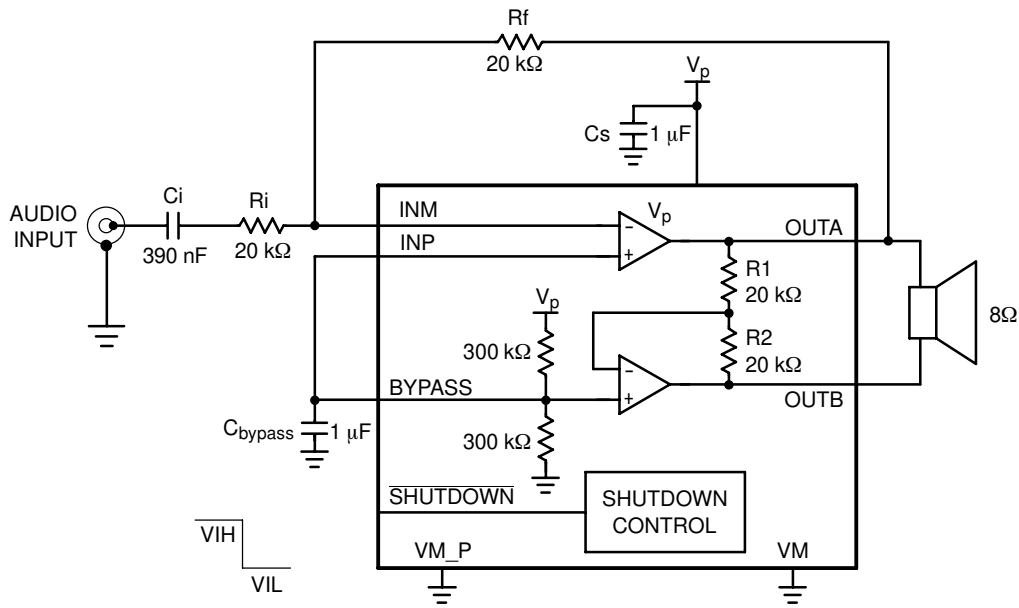 Rf
20 kΩ
Vp
Cs
1 μF
AUDIO
INPUT
Ci
390 nF
Ri
20 kΩ
INM
INP
Vp
OUTA
R1
20 kΩ
R2
20 kΩ
OUTB
8Ω
Vp
300 kΩ
BYPASS
300 kΩ
Cbypass
1 μF
SHUTDOWN
SHUTDOWN
CONTROL
VIH
VIL
VM_P
VM